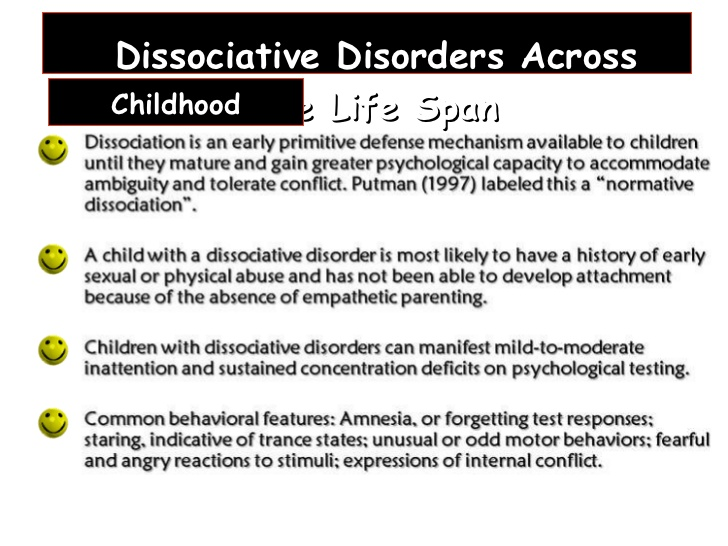 Dissociative Disorders Across
Childhood
e Life Span
Dissociation is an early primitive defense mechanism available to children
until they mature and gain greater psychological capacity to accommodate
ambiguity and tolerate conflict. Putman (1997) labeled this a “normative
dissociation”.
A child with a dissociative disorder is most likely to have a history of early
sexual or physical abuse and has not been able to develop attachment
because of the absence of empathetic parenting.
Children with dissociative disorders can manifest mild-to-moderate
inattention and sustained concentration deficits on psychological testing.
Common behavioral features: Amnesia, or forgetting test responses;
staring, indicative of trance states; unusual or odd motor behaviors; fearful
and angry reactions to stimuli; expressions of internal conflict.